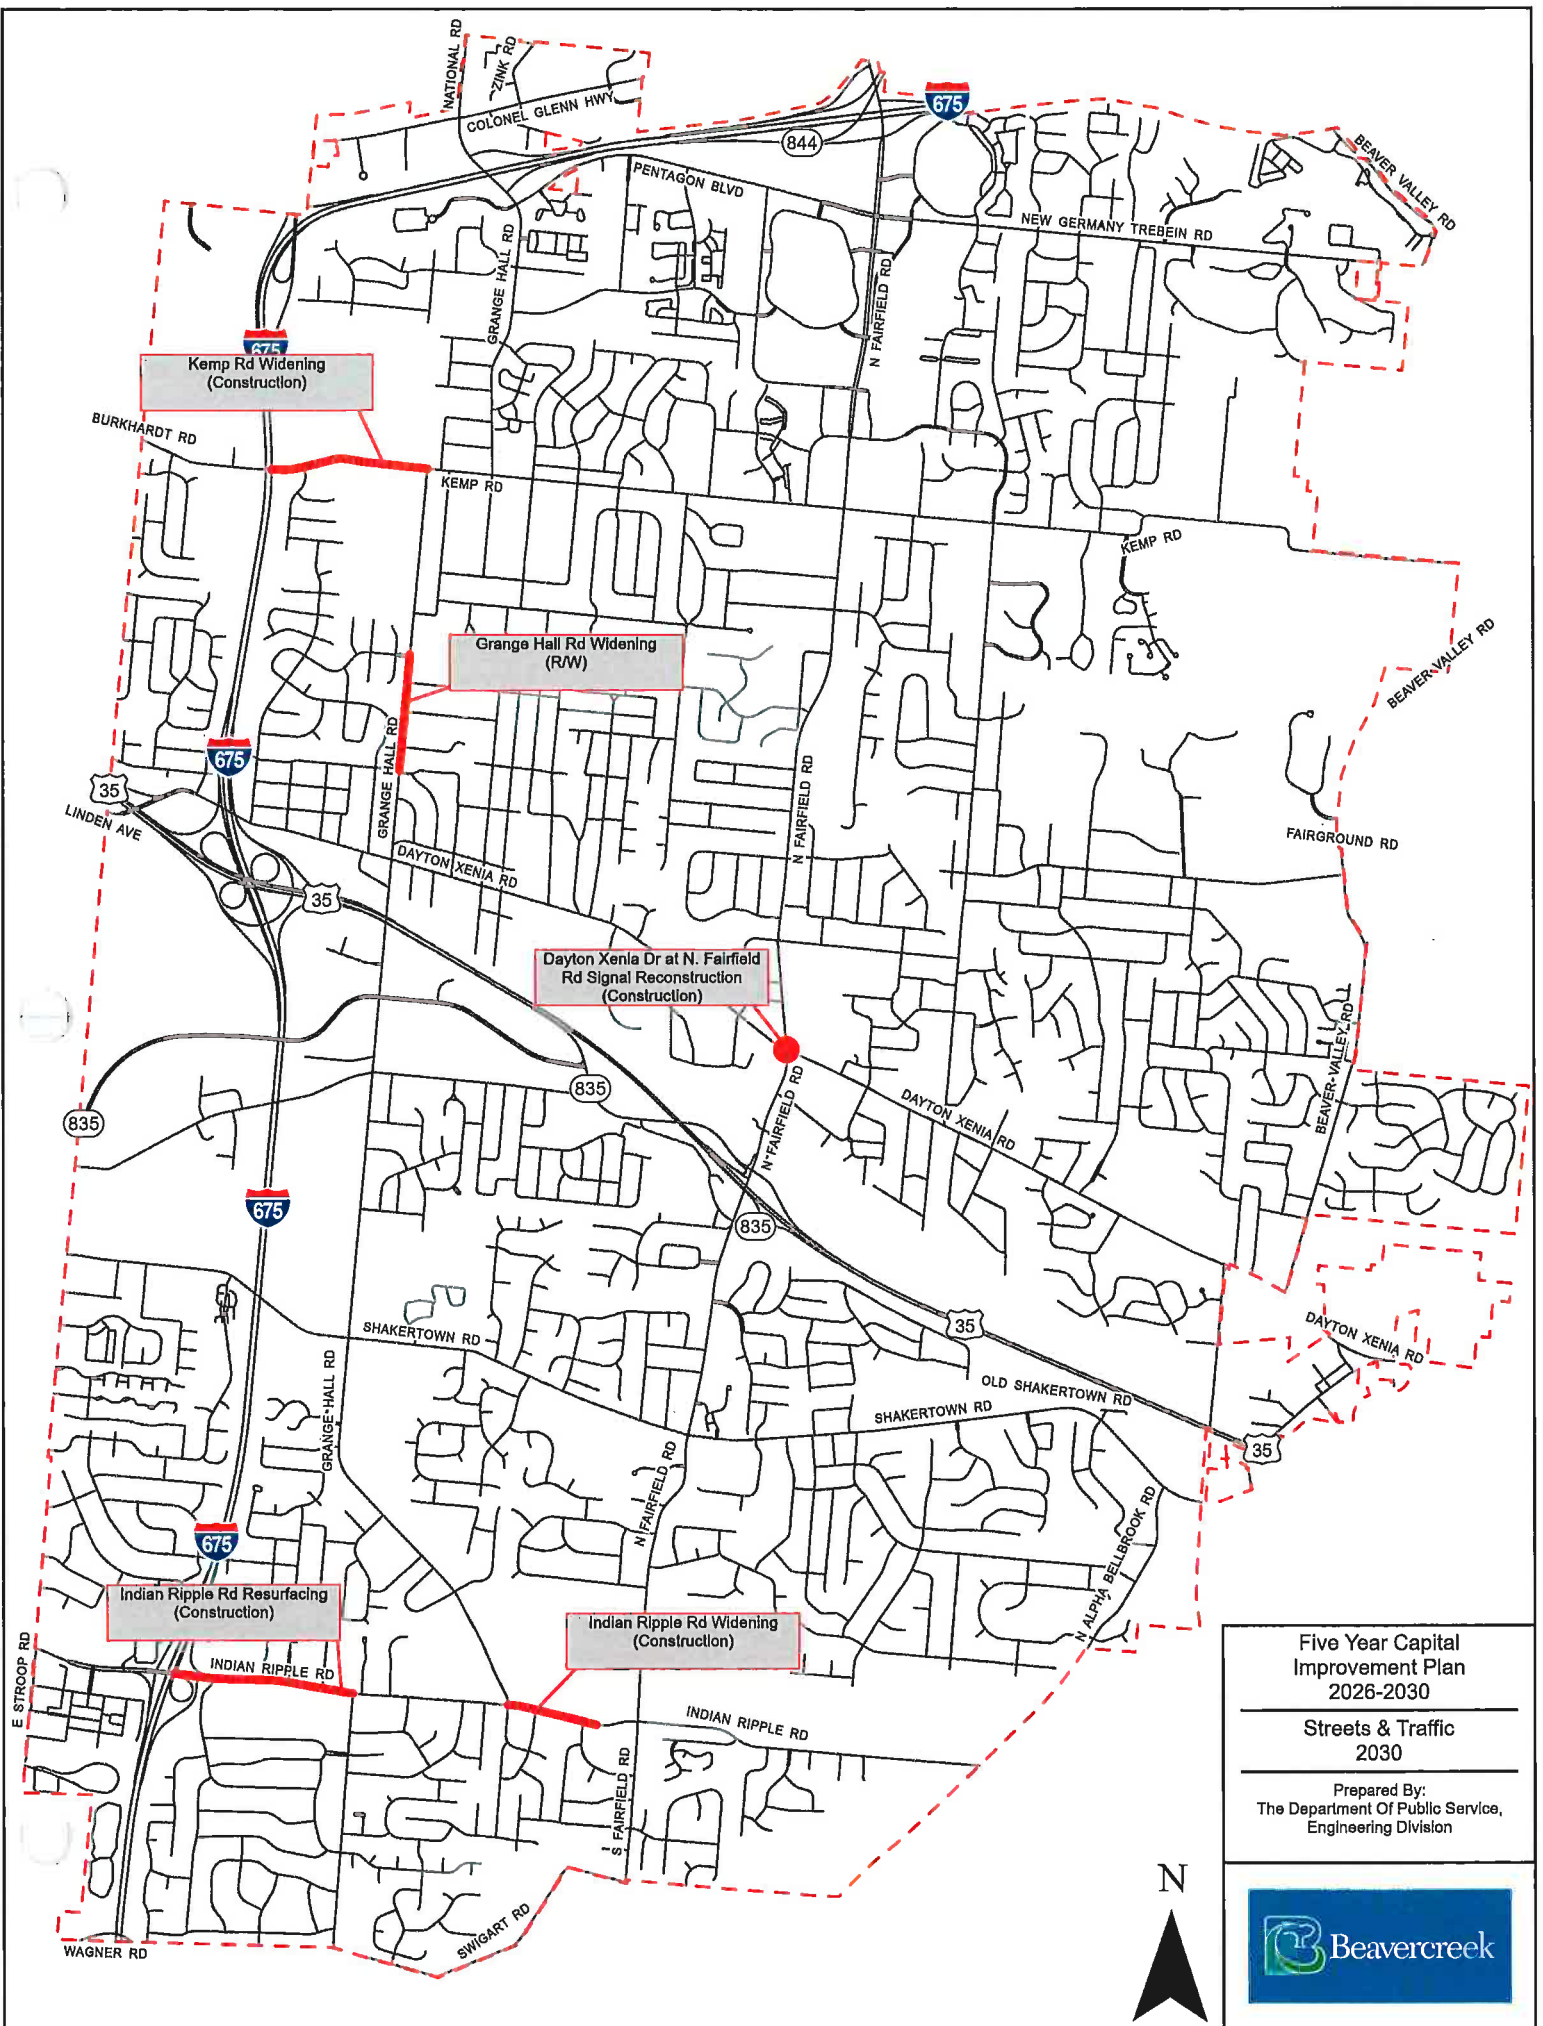 NATIONAL RD
ZINK RD
COLONEL GLENN HWY
675
844
BEAVER VALLEY RD
PENTAGON BLVD
NEW GERMANY TREBEIN RD
GRANGE HALL RD
N FAIRFIELD RD
675
Kemp Rd Widening
(Construction)
BURKHARDT RD
KEMP RD
KEMP RD
Grange Hall Rd Widening
(R/W)
BEAVER-VALLEY RD
GRANGE HALL RD
675
35
LINDEN AVE
N FAIRFIELD RD
FAIRGROUND RD
DAYTON XENIA RD
35
Dayton Xenia Dr at N. Fairfield
Rd Signal Reconstruction
(Construction)
BEAVER-VALLEY RD
835
835
N FAIRFIELD RD
DAYTON XENIA RD
675
835
35
DAYTON XENIA RD
SHAKERTOWN RD
GRANGE-HALL RD
OLD SHAKERTOWN RD
SHAKERTOWN RD
35
N FAIRFIELD RD
N ALPHA BELLBROOK RD
675
Indian Ripple Rd Resurfacing
(Construction)
Indian Ripple Rd Widening
(Construction)
E STROOP RD
INDIAN RIPPLE RD
INDIAN RIPPLE RD
S FAIRFIELD RD
SWIGART RD
WAGNER RD
Five Year Capital
Improvement Plan
2026-2030
Streets & Traffic
2030
Prepared By:
The Department Of Public Service,
Engineering Division
N
Beavercreek